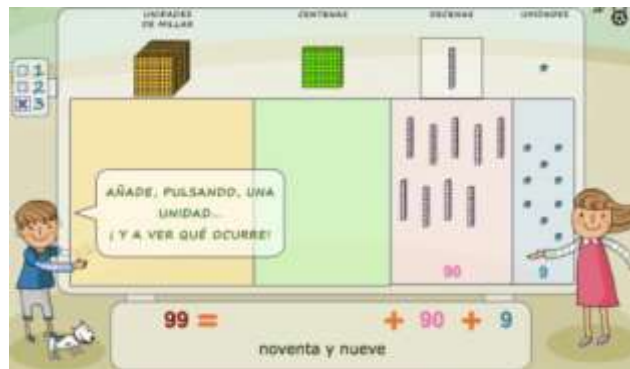 UNIDADES DE MILLAR
CENTENAS
DECENAS
UNIDADES
1
2
3
AÑADE, PULSANDO, UNA
UNIDAD...
¡ Y A VER QUÉ OCURRE!
90
9
99 = + 90 + 9
noventa y nueve